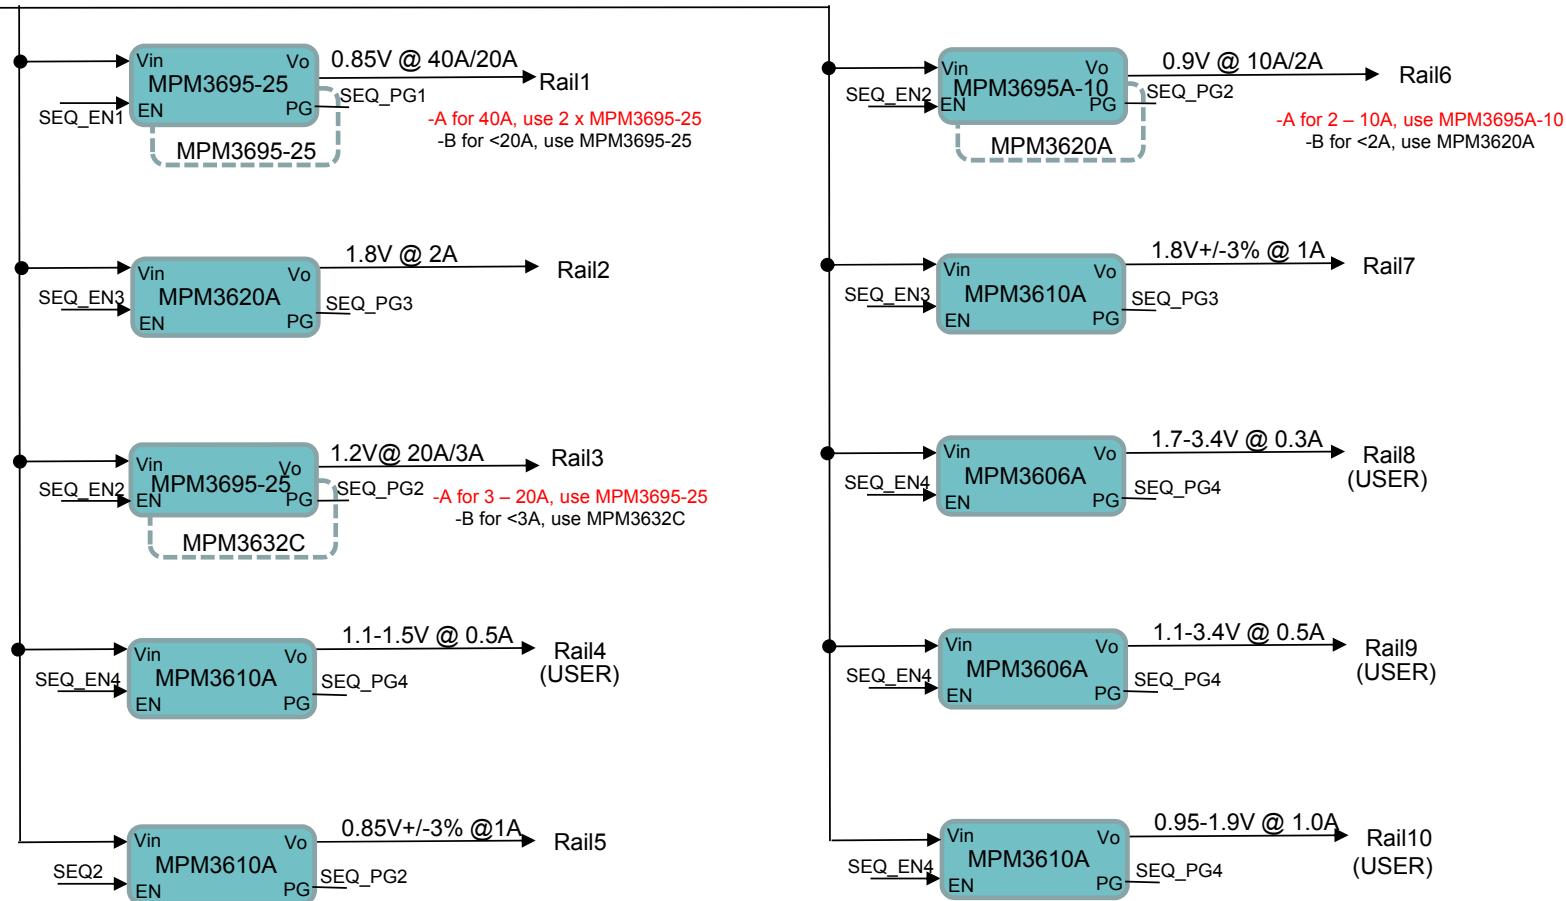 Vin
Vo
MPM3695-25
EN
PG
0.85V @ 40A/20A
Rail1
SEQ_EN1
SEQ_PG1
MPM3695-25
-A for 40A, use 2 x MPM3695-25
-B for <20A, use MPM3695-25
Vin
Vo
MPM3620A
EN
PG
1.8V @ 2A
Rail2
SEQ_EN3
SEQ_PG3
Vin
Vo
MPM3695-25
EN
PG
1.2V@ 20A/3A
Rail3
SEQ_EN2
SEQ_PG2
MPM3632C
-A for 3 – 20A, use MPM3695-25
-B for <3A, use MPM3632C
Vin
Vo
MPM3610A
EN
PG
1.1-1.5V @ 0.5A
Rail4
(USER)
SEQ_EN4
SEQ_PG4
Vin
Vo
MPM3610A
EN
PG
0.85V+/-3% @1A
Rail5
SEQ2
SEQ_PG2
Vin
Vo
MPM3695A-10
EN
PG
0.9V @ 10A/2A
Rail6
SEQ_EN2
SEQ_PG2
MPM3620A
-A for 2 – 10A, use MPM3695A-10
-B for <2A, use MPM3620A
Vin
Vo
MPM3610A
EN
PG
1.8V+/-3% @ 1A
Rail7
SEQ_EN3
SEQ_PG3
Vin
Vo
MPM3606A
EN
PG
1.7-3.4V @ 0.3A
Rail8
(USER)
SEQ_EN4
SEQ_PG4
Vin
Vo
MPM3606A
EN
PG
1.1-3.4V @ 0.5A
Rail9
(USER)
SEQ_EN4
SEQ_PG4
Vin
Vo
MPM3610A
EN
PG
0.95-1.9V @ 1.0A
Rail10
(USER)
SEQ_EN4
SEQ_PG4